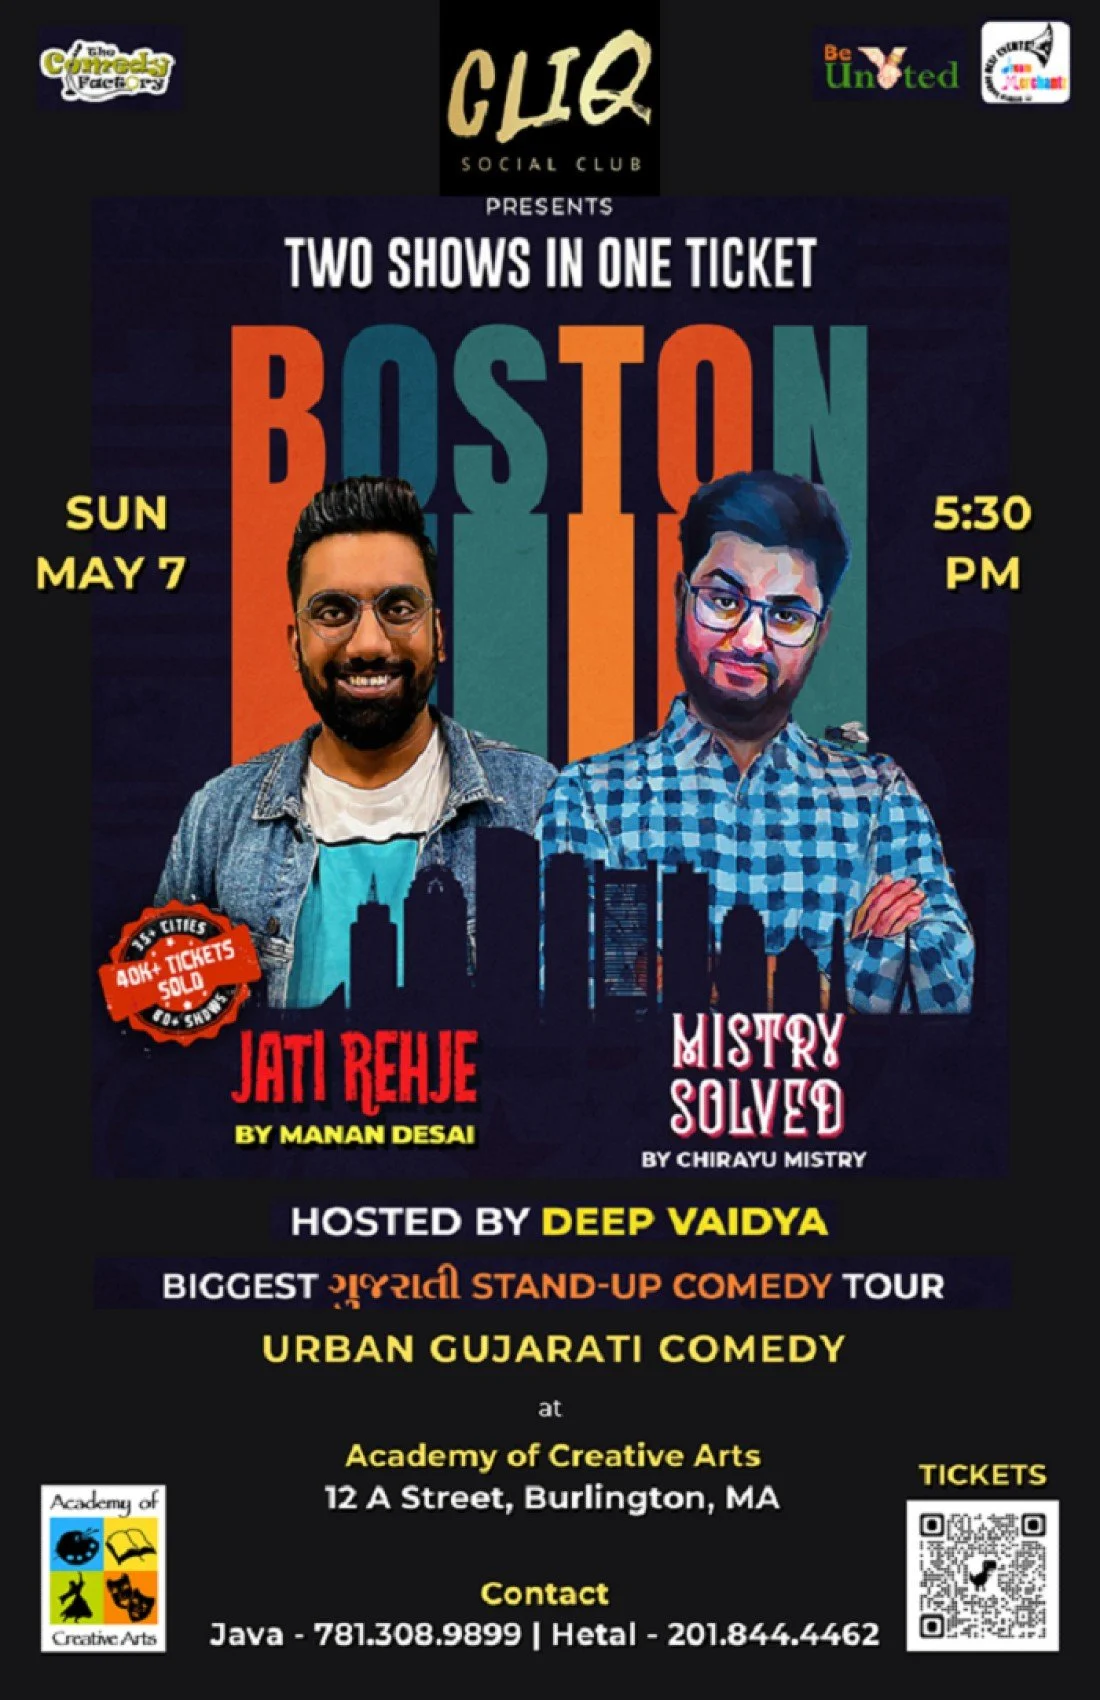 The
Comedy
Factory
CLIQ
SOCIAL CLUB
Be
United
PRESENTS
TWO SHOWS IN ONE TICKET
BOSTON
SUN
MAY 7
5:30
PM
75+ CITIES
40K+ TICKETS
SOLD
80+ SHOWS
JATI REHJE
BY MANAN DESAI
MISTRY
SOLVED
BY CHIRAYU MISTRY
HOSTED BY DEEP VAIDYA
BIGGEST ગુજરાતી STAND-UP COMEDY TOUR
URBAN GUJARATI COMEDY
at
Academy of Creative Arts
12 A Street, Burlington, MA
TICKETS
Academy of
Creative Arts
Contact
Java - 781.308.9899 | Hetal - 201.844.4462